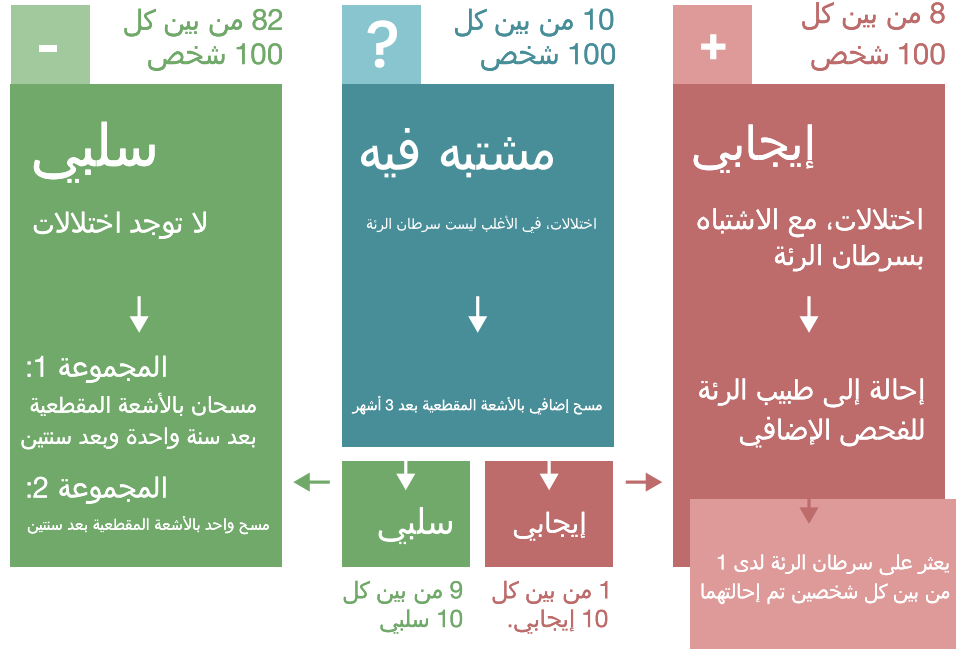 8 من بين كل
100 شخص
+
إيجابي
اختلالات، مع الاشتباه
بسرطان الرئة
إحالة إلى طبيب الرئة
للفحص الإضافي
يعثر على سرطان الرئة لدى 1
من بين كل شخصين تم إحالتهما
10 من بين كل
100 شخص
?
مشتبه فيه
اختلالات، في الأغلب ليست سرطان الرئة
مسح إضافي بالأشعة المقطعية بعد 3 أشهر
إيجابي
1 من بين كل
10 إيجابي.
سلبي
9 من بين كل
10 سلبي
82 من بين كل
100 شخص
-
سلبي
لا توجد اختلالات
المجموعة 1:
مسحان بالأشعة المقطعية
بعد سنة واحدة وبعد سنتين
المجموعة 2:
مسح واحد بالأشعة المقطعية بعد سنتين